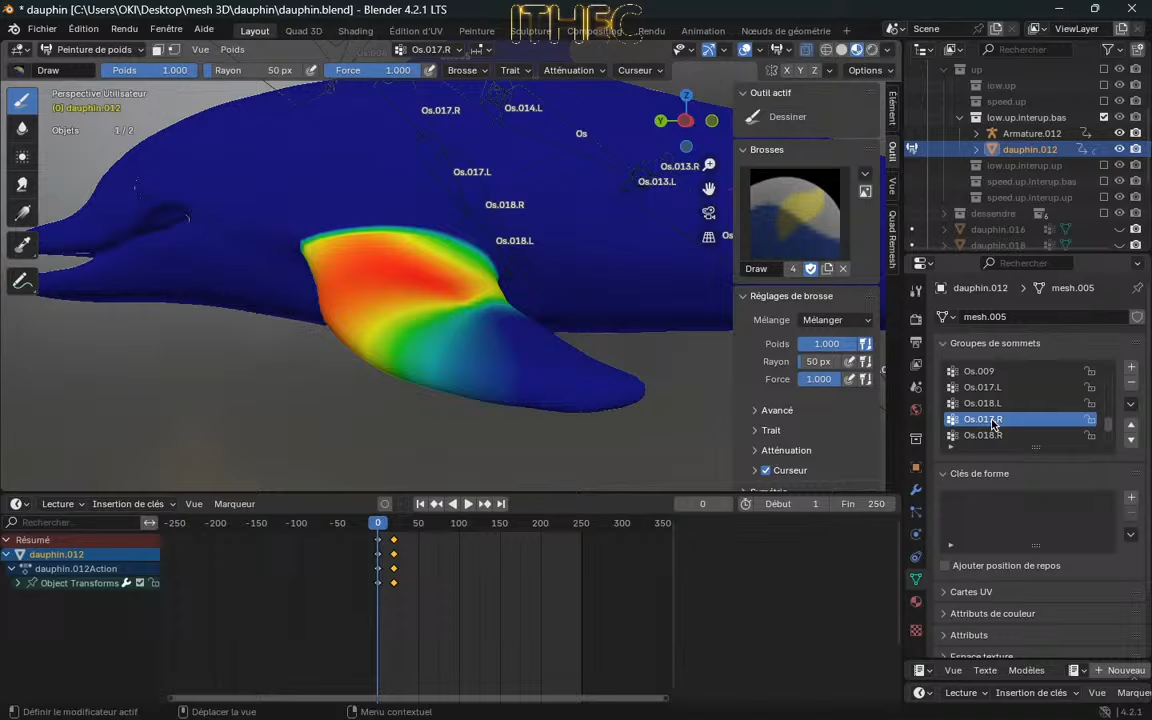 * dauphin [C:\Users\OKI\Desktop\mesh 3D\dauphin\dauphin.blend] - Blender 4.2.1 LTS
ITHEC
Fichier Édition Rendu Fenêtre Aide Layout Quad 3D Shading Édition UV Peinture Sculpture Compositing Rendu Animation Nœuds de géométrie Scene ViewLayer
Peinture de poids Vue Poids Os.017.R Rechercher
Draw Poids 1.000 Rayon 50 px Force 1.000 Brosse Trait Atténuation Curseur X Y Z Options
Perspective Utilisateur
(0) dauphin.012
Objets 1/2
Os.017.R
Os.014.L
Os
Os.017.L
Os.013.R
Os.013.L
Os.018.R
Os.018.L
Os
Z
Y
Outil actif
Dessiner
Brosses
Draw 4
Réglages de brosse
Mélange Mélanger
Poids 1.000
Rayon 50 px
Force 1.000
Avancé
Trait
Atténuation
Curseur
Élément
Outil
Vue
Quad Remesh
up
low.up
speed.up
low.up.interup.bas
Armature.012
dauphin.012
low.up.interup.up
speed.up.interup.bas
speed.up.interup.up
dessendre 6
dauphin.016
dauphin.018
Rechercher
dauphin.012 mesh.005
mesh.005
Groupes de sommets
Os.009
Os.017.L
Os.018.L
Os.017.R
Os.018.R
Clés de forme
Ajouter position de repos
Cartes UV
Attributs de couleur
Attributs
Espace texture
Vue Texte Modèles Nouveau
Lecture Insertion de clés Vue Marqueur
Lecture Insertion de clés Vue Marqueur 0 Début 1 Fin 250
Rechercher -250 -200 -150 -100 -50 0 50 100 150 200 250 300 350
Résumé
dauphin.012
dauphin.012Action
Object Transforms
Définir le modificateur actif Déplacer la vue Menu contextuel 4.2.1